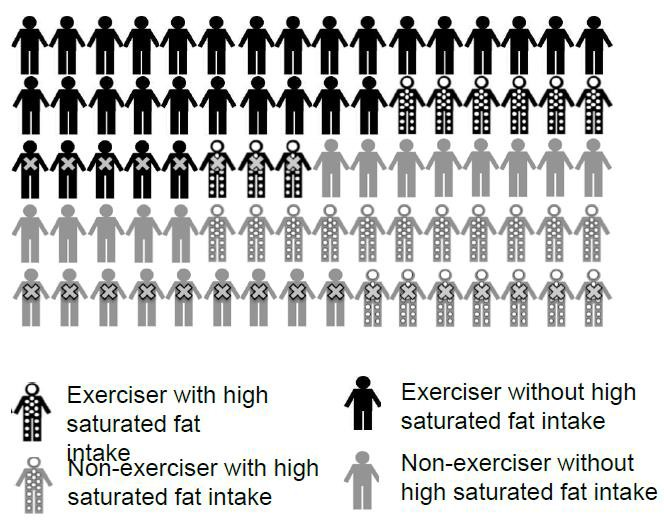 Exerciser with high
saturated fat
intake
Exerciser without high
saturated fat intake
Non-exerciser with high
saturated fat intake
Non-exerciser without
high saturated fat intake